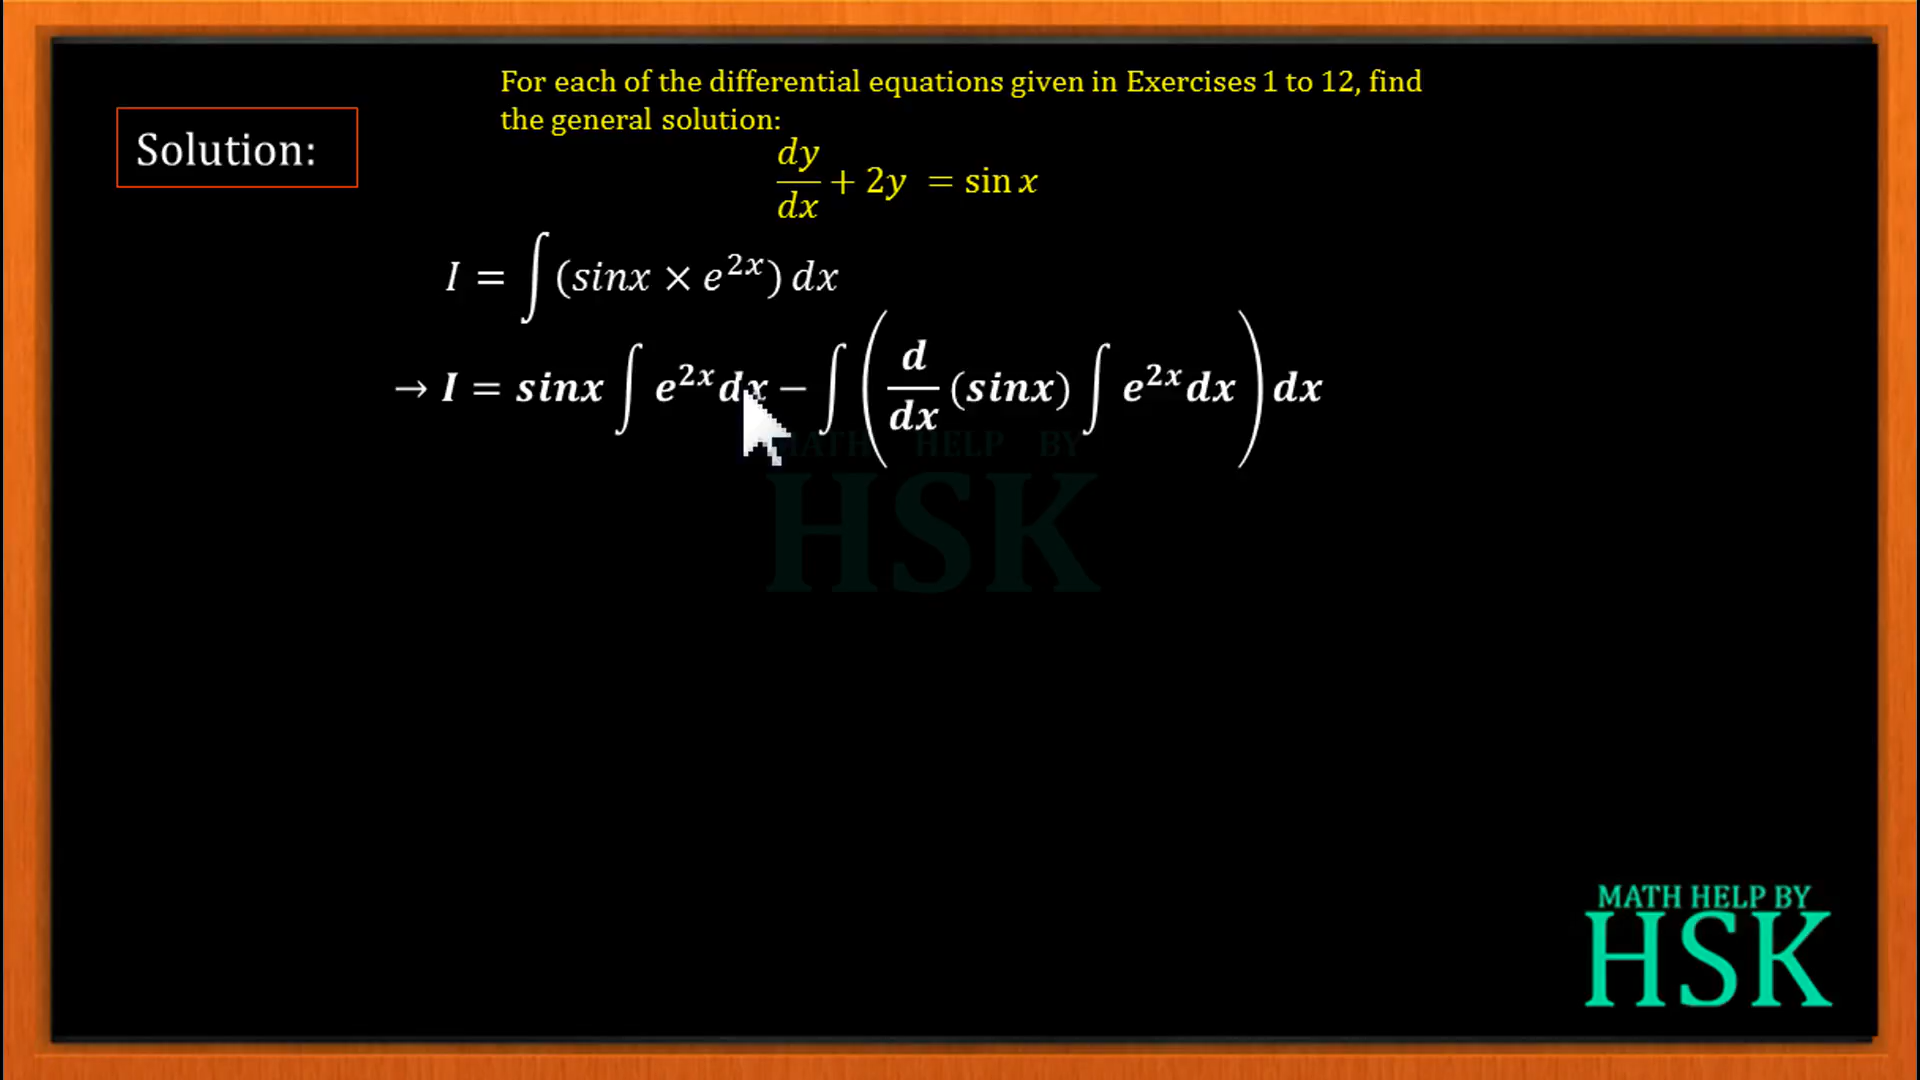 For each of the differential equations given in Exercises 1 to 12, find
the general solution:
Solution:
dy/dx + 2y = sin x
I = ∫(sinx × e^{2x}) dx
→ I = sinx ∫ e^{2x}dx − ∫ (d/dx (sinx) ∫ e^{2x}dx) dx
MATH HELP BY
HSK
MATH HELP BY
HSK